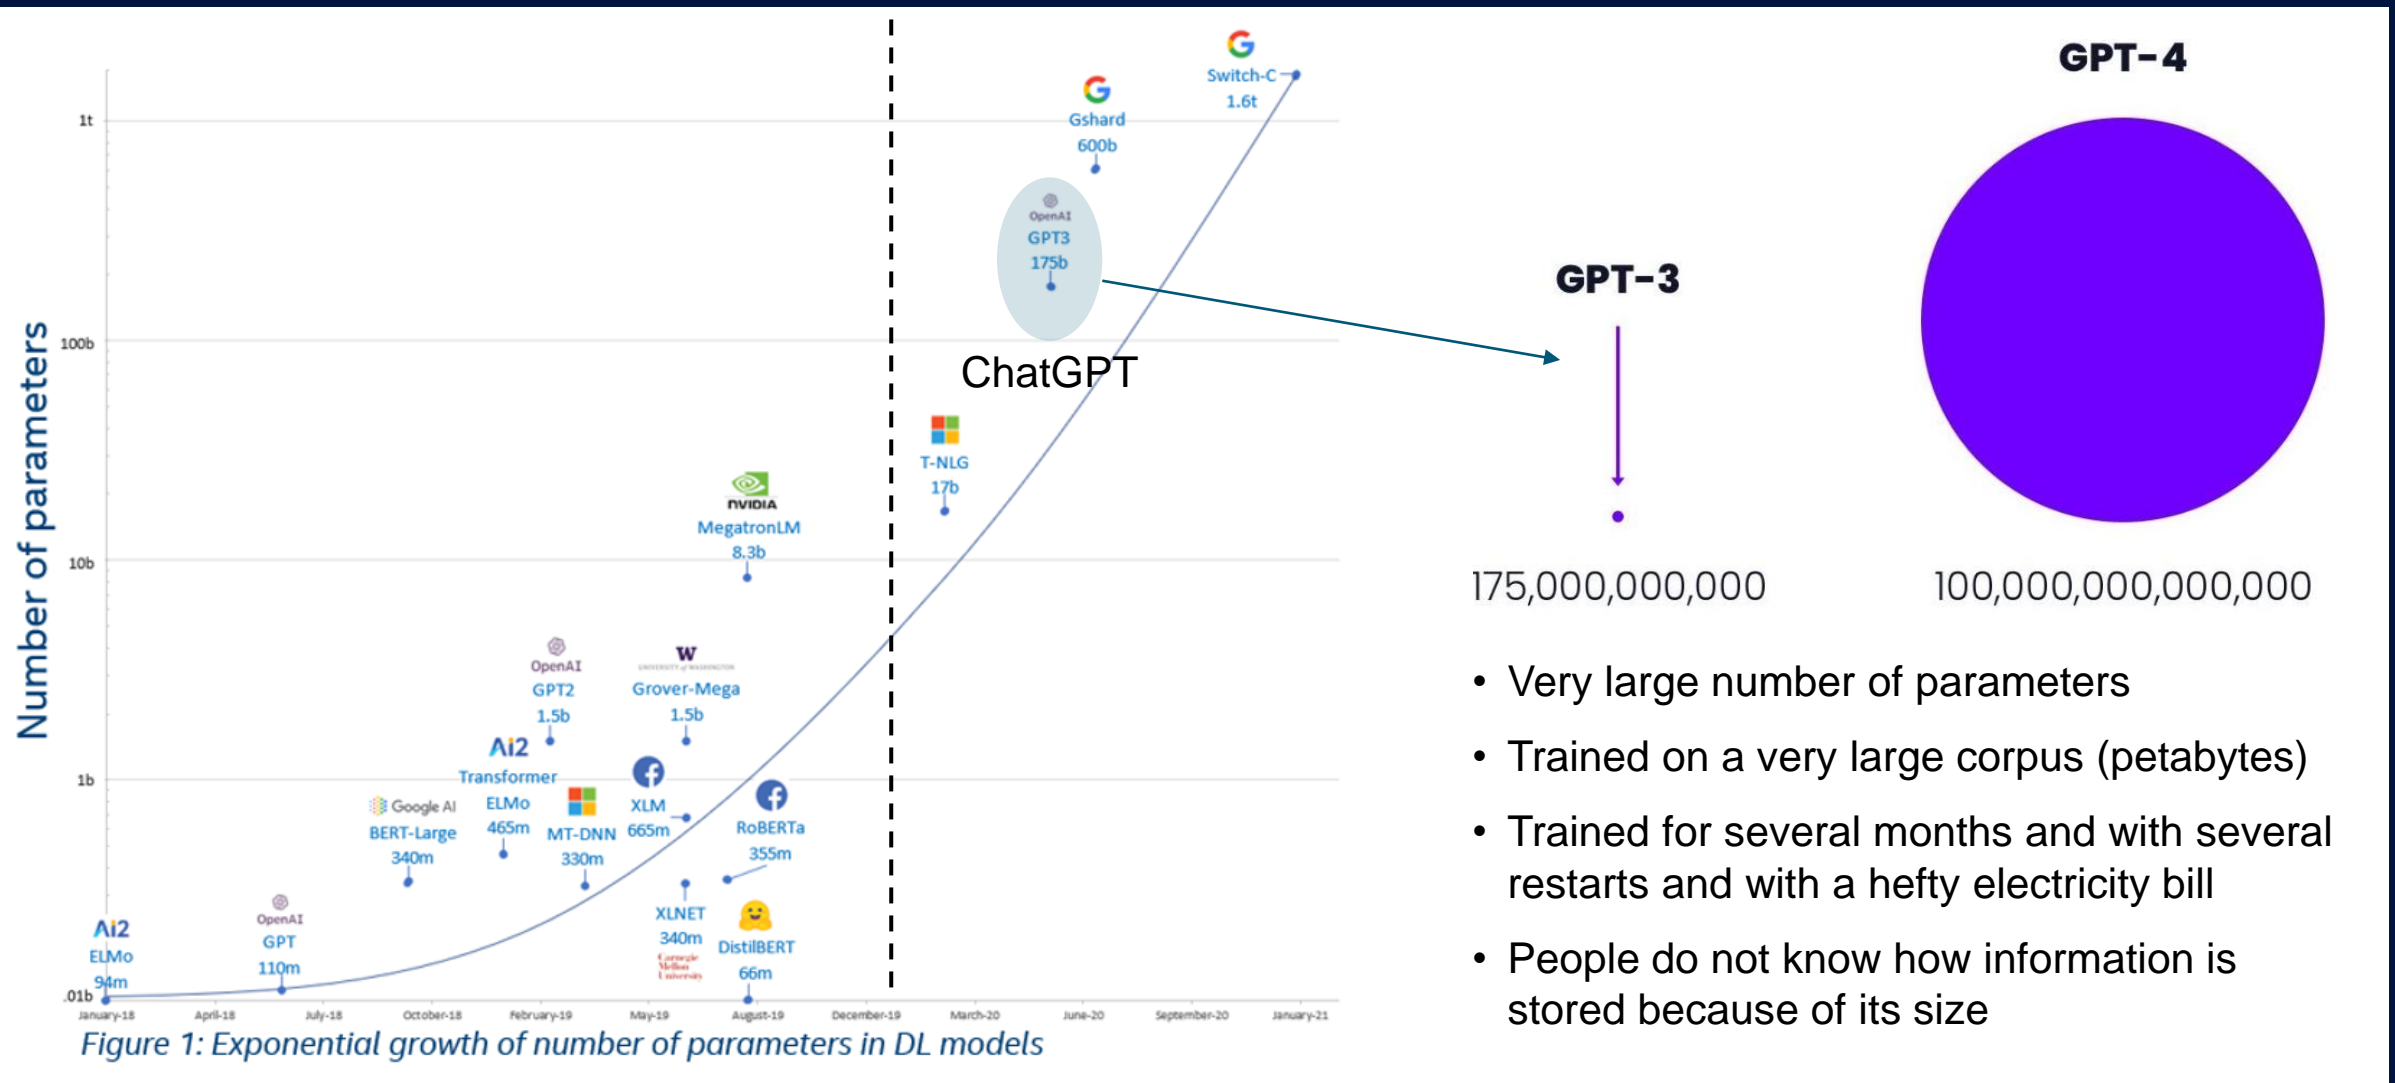 Number of parameters
1t
100b
10b
1b
.01b
January-18
April-18
July-18
October-18
February-19
May-19
August-19
December-19
March-20
June-20
September-20
January-21
Ai2
ELMo
94m
OpenAI
GPT
110m
Google AI
BERT-Large
340m
Ai2
Transformer
ELMo
465m
OpenAI
GPT2
1.5b
MT-DNN
330m
W
UNIVERSITY of WASHINGTON
Grover-Mega
1.5b
XLM
665m
XLNET
340m
Carnegie
Mellon
University
RoBERTa
355m
DistilBERT
66m
nVIDIA
MegatronLM
8.3b
T-NLG
17b
OpenAI
GPT3
175b
ChatGPT
G
Gshard
600b
G
Switch-C
1.6t
Figure 1: Exponential growth of number of parameters in DL models
GPT-3
175,000,000,000
GPT-4
100,000,000,000,000
• Very large number of parameters
• Trained on a very large corpus (petabytes)
• Trained for several months and with several
restarts and with a hefty electricity bill
• People do not know how information is
stored because of its size